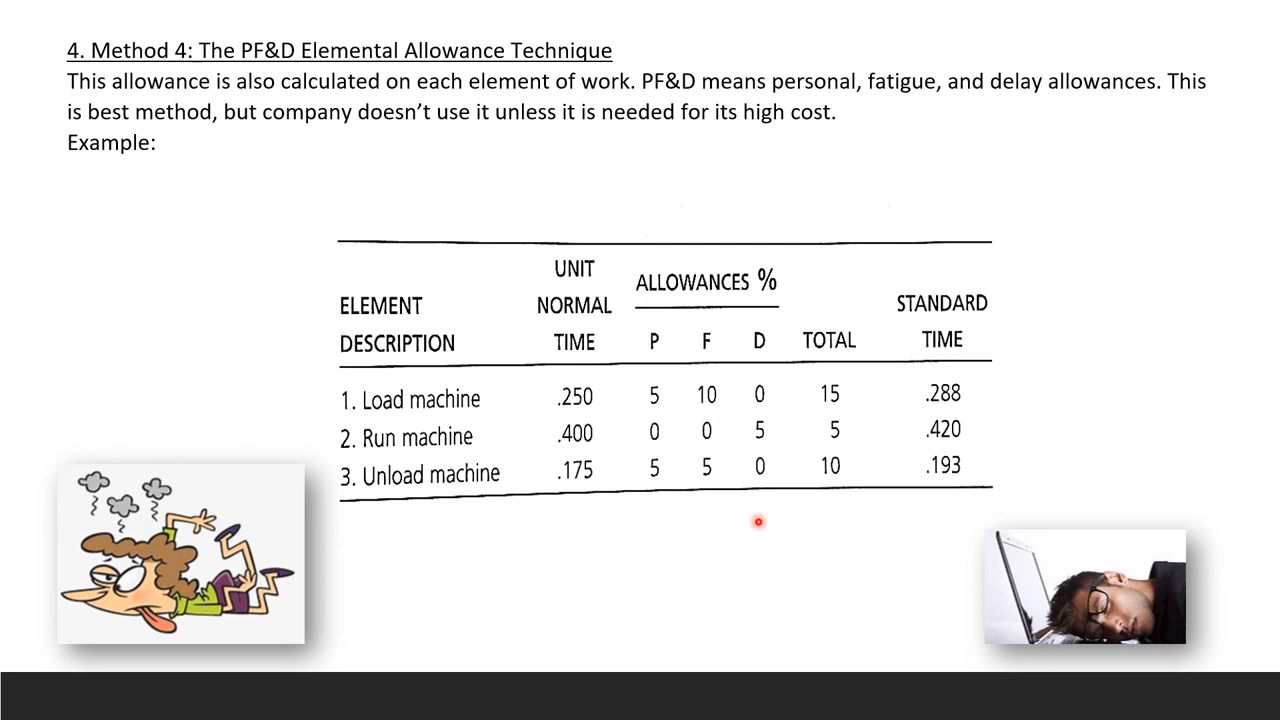 4. Method 4: The PF&D Elemental Allowance Technique
This allowance is also calculated on each element of work. PF&D means personal, fatigue, and delay allowances. This
is best method, but company doesn’t use it unless it is needed for its high cost.
Example:
ELEMENT DESCRIPTION UNIT NORMAL TIME ALLOWANCES % STANDARD TIME
P F D TOTAL
1. Load machine .250 5 10 0 15 .288
2. Run machine .400 0 0 5 5 .420
3. Unload machine .175 5 5 0 10 .193